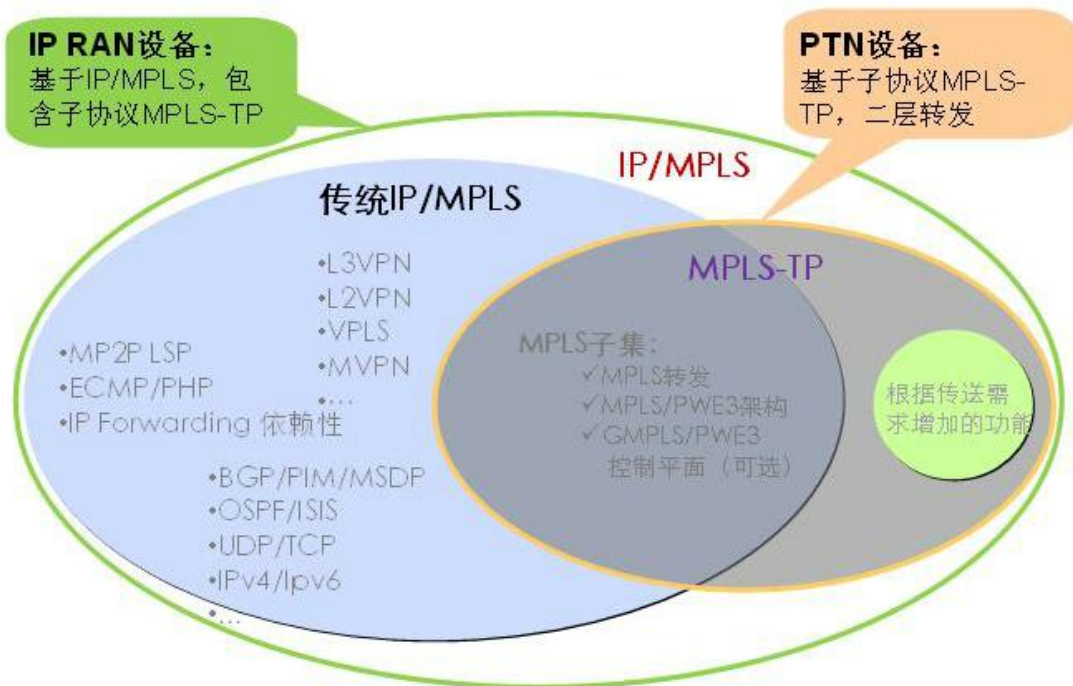 IP RAN设备：
基于IP/MPLS，包
含子协议MPLS-TP
PTN设备：
基于子协议MPLS-
TP，二层转发
IP/MPLS
传统IP/MPLS
•L3VPN
•L2VPN
•VPLS
•MVPN
•...
•MP2P LSP
•ECMP/PHP
•IP Forwarding 依赖性
•BGP/PIM/MSDP
•OSPF/ISIS
•UDP/TCP
•IPv4/Ipv6
•...
MPLS-TP
MPLS子集：
✓MPLS转发
✓MPLS/PWE3架构
✓GMPLS/PWE3
控制平面（可选）
根据传送需
求增加的功能